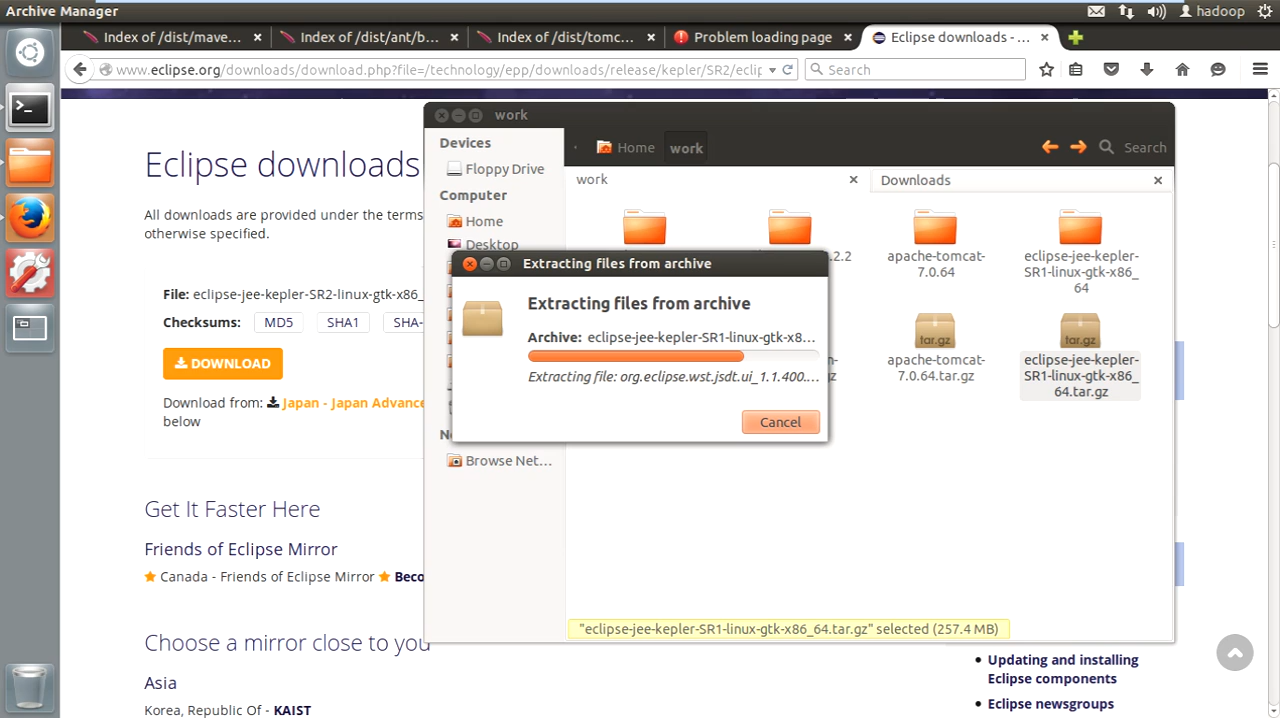 Archive Manager
hadoop
Index of /dist/mave...
Index of /dist/ant/b...
Index of /dist/tomc...
Problem loading page
Eclipse downloads - ...
www.eclipse.org/downloads/download.php?file=/technology/epp/downloads/release/kepler/SR2/eclip
Search
work
Devices
Floppy Drive
Computer
Home
Desktop
Browse Net...
Home
work
Search
work
Downloads
2.2
apache-tomcat-
7.0.64
eclipse-jee-kepler-
SR1-linux-gtk-x86_
64
apache-tomcat-
7.0.64.tar.gz
tar.gz
eclipse-jee-kepler-
SR1-linux-gtk-x86_
64.tar.gz
tar.gz
"eclipse-jee-kepler-SR1-linux-gtk-x86_64.tar.gz" selected (257.4 MB)
Extracting files from archive
Extracting files from archive
Archive: eclipse-jee-kepler-SR1-linux-gtk-x8...
Extracting file: org.eclipse.wst.jsdt.ui_1.1.400....
Cancel
Eclipse downloads
All downloads are provided under the terms
otherwise specified.
File: eclipse-jee-kepler-SR2-linux-gtk-x86_
Checksums: MD5 SHA1 SHA-
DOWNLOAD
Download from: Japan - Japan Advance
below
Get It Faster Here
Friends of Eclipse Mirror
Canada - Friends of Eclipse Mirror Beco
Choose a mirror close to you
Asia
Korea, Republic Of - KAIST
Updating and installing
Eclipse components
Eclipse newsgroups